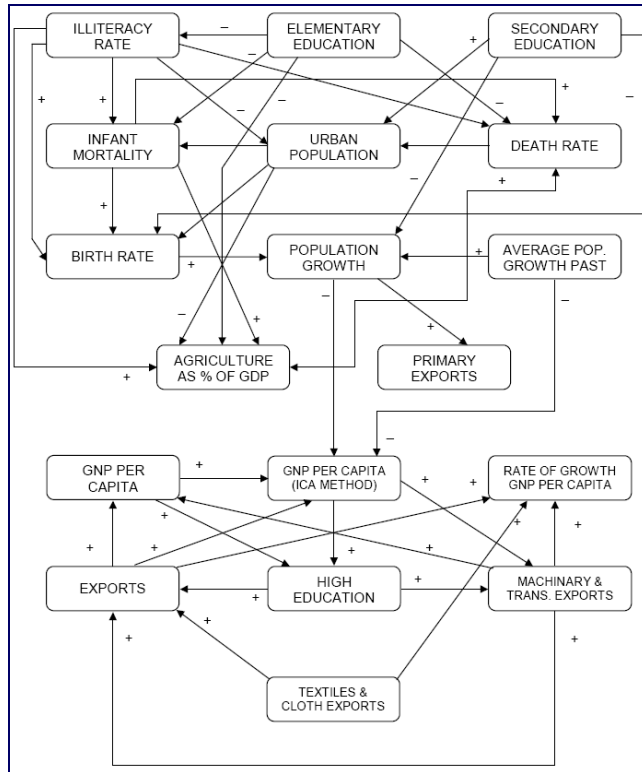 ILLITERACY
RATE
ELEMENTARY
EDUCATION
SECONDARY
EDUCATION
INFANT
MORTALITY
URBAN
POPULATION
DEATH RATE
BIRTH RATE
POPULATION
GROWTH
AVERAGE POP.
GROWTH PAST
AGRICULTURE
AS % OF GDP
PRIMARY
EXPORTS
GNP PER
CAPITA
GNP PER CAPITA
(ICA METHOD)
RATE OF GROWTH
GNP PER CAPITA
EXPORTS
HIGH
EDUCATION
MACHINARY &
TRANS. EXPORTS
TEXTILES &
CLOTH EXPORTS